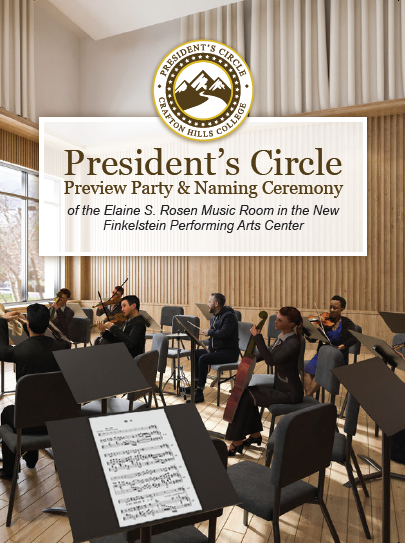 PRESIDENT'S CIRCLE
CRAFTON HILLS COLLEGE
President's Circle
Preview Party & Naming Ceremony
of the Elaine S. Rosen Music Room in the New
Finkelstein Performing Arts Center